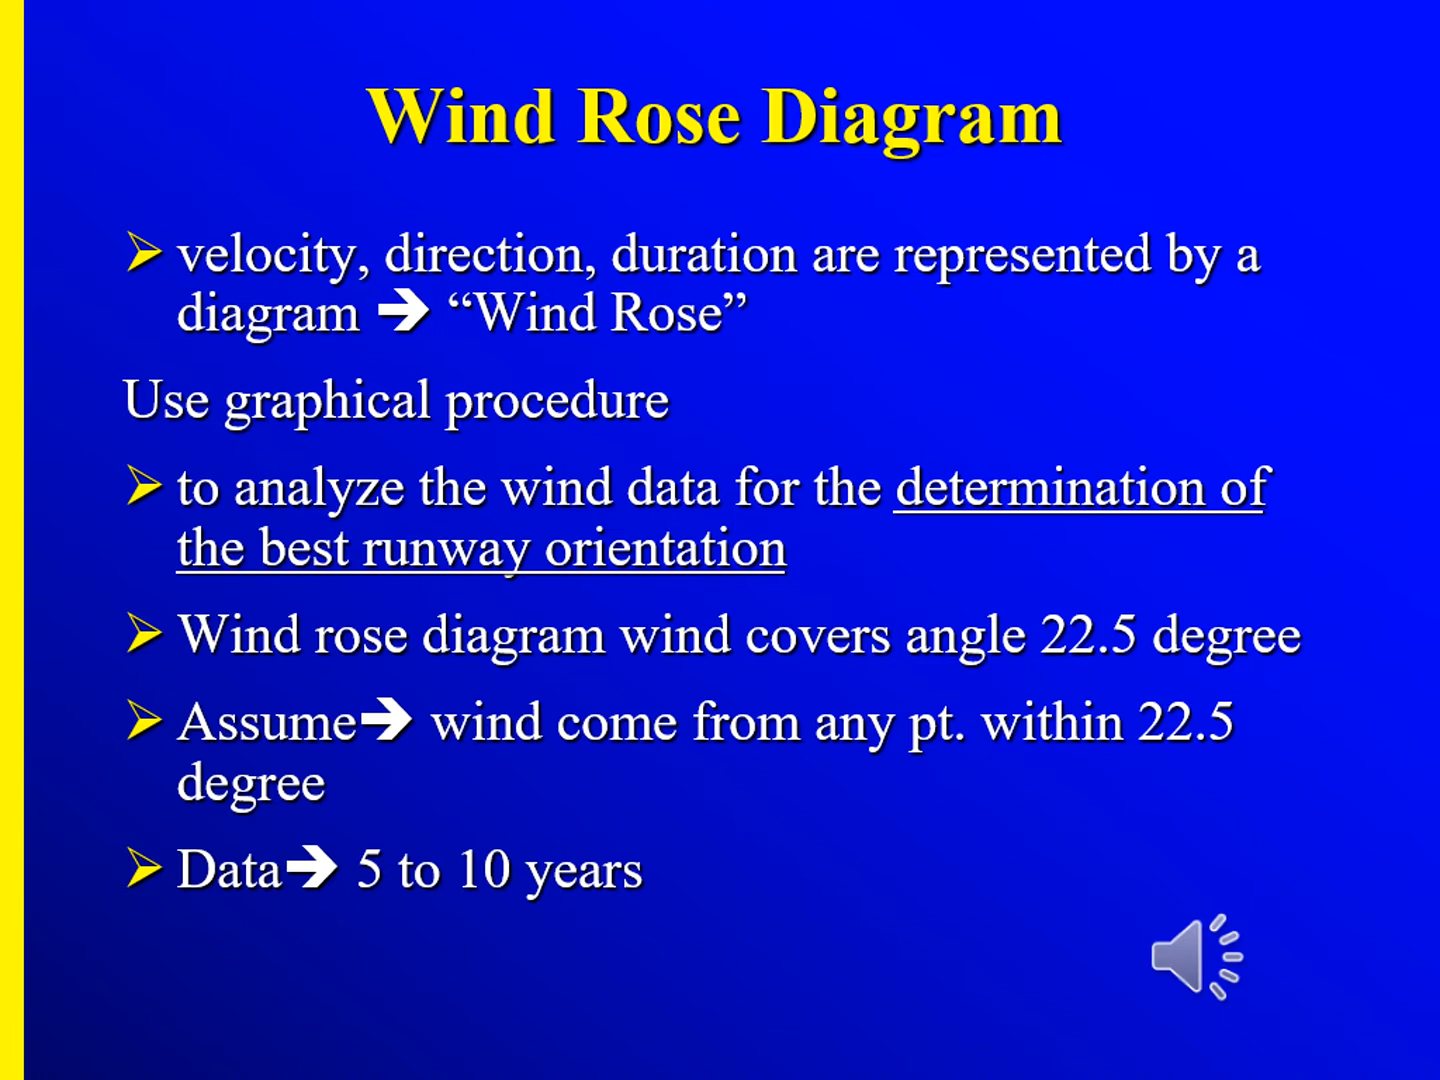 Wind Rose Diagram
➢ velocity, direction, duration are represented by a
diagram ➔ “Wind Rose”
Use graphical procedure
➢ to analyze the wind data for the determination of
the best runway orientation
➢ Wind rose diagram wind covers angle 22.5 degree
➢ Assume➔ wind come from any pt. within 22.5
degree
➢ Data➔ 5 to 10 years